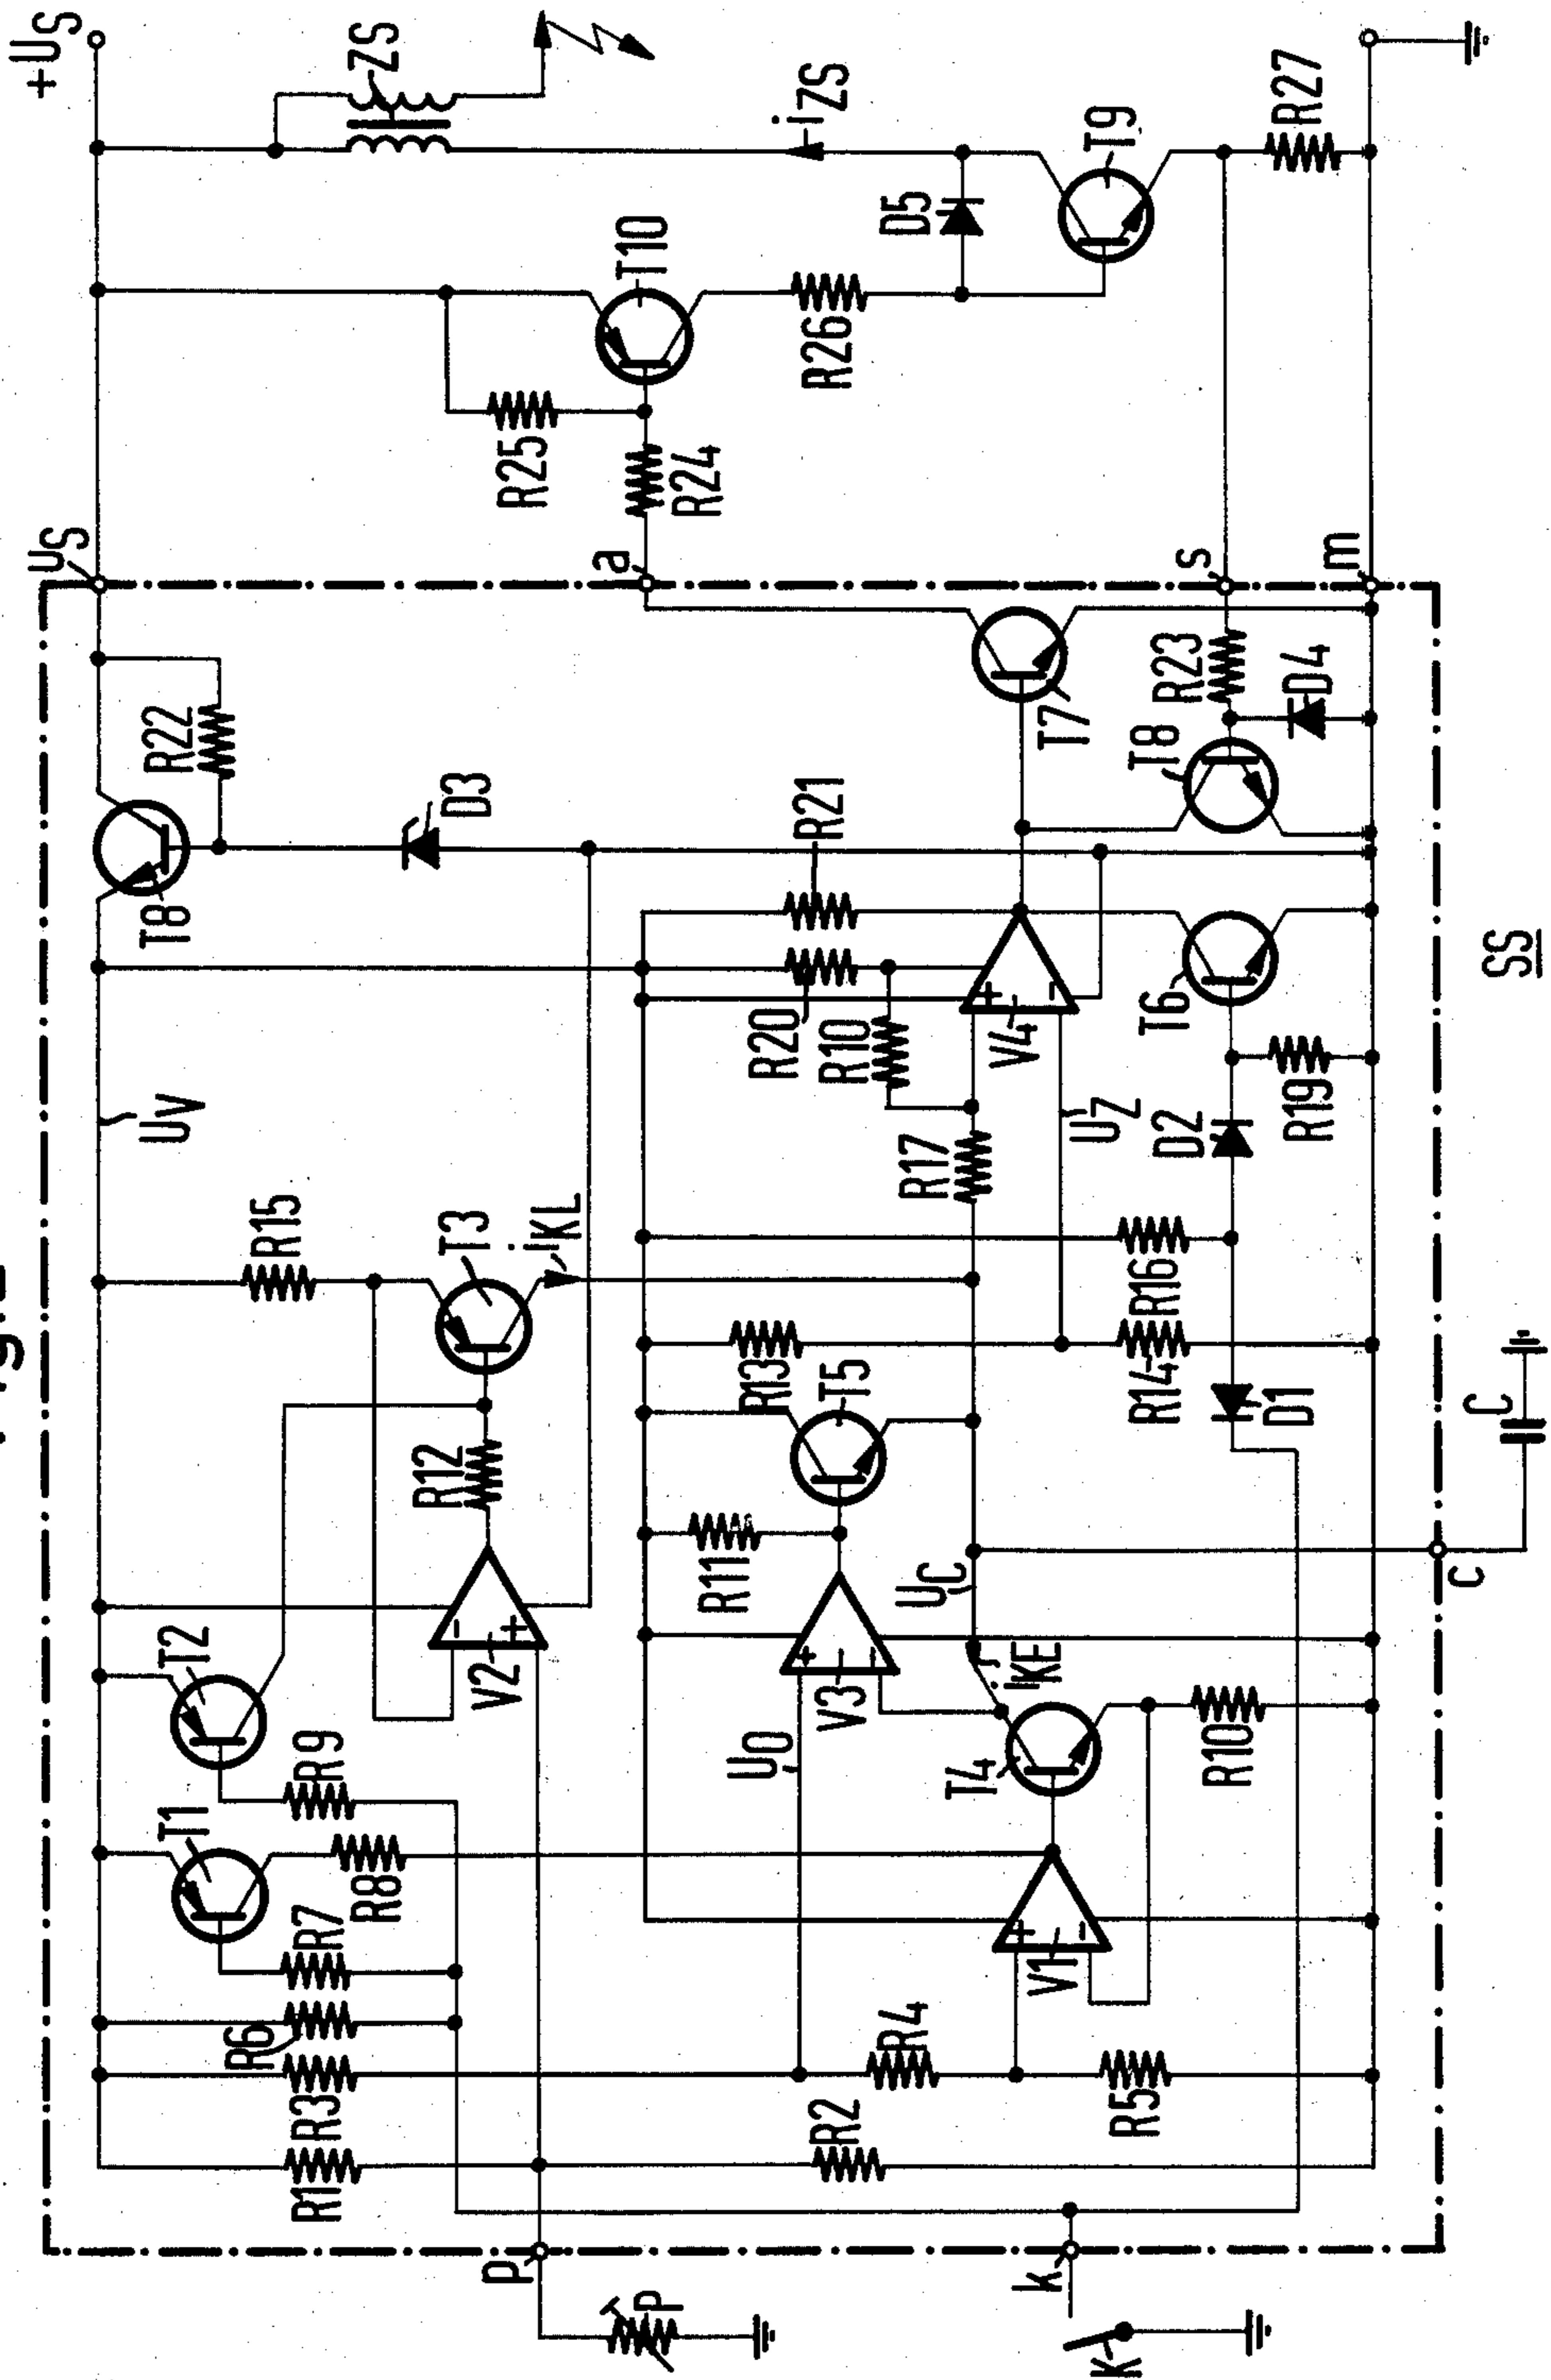 +US
ZS
iZS
T9
R27
D5
T10
R26
R25
R24
US
a
s
m
R22
T8
D3
R21
T7
R23
D4
T8
R20
R10
V4
+
-
T6
R19
D2
UZ
R17
UV
R15
T3
iKL
R16
R14
R13
T5
D1
C
c
SS
R12
R11
UC
iKE
V2
-
+
V3
+
-
UO
T4
R10
T2
R9
T1
R8
R7
R6
R3
R1
R4
V1
+
-
R5
R2
p
P
k
K